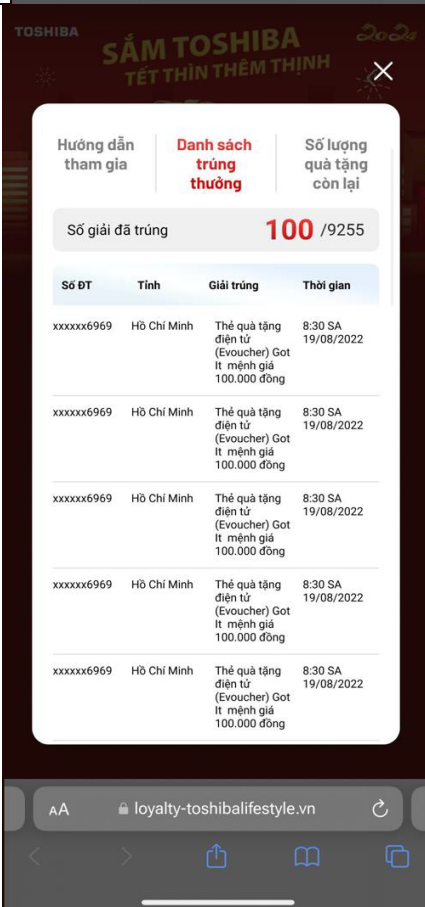 TOSHIBA
2024
SẮM TOSHIBA
TẾT THÌN THÊM THỊNH
Hướng dẫn
tham gia
Danh sách
trúng
thưởng
Số lượng
quà tặng
còn lại
Số giải đã trúng 100 /9255
Số ĐT Tỉnh Giải trúng Thời gian
xxxxxx6969 Hồ Chí Minh Thẻ quà tặng 8:30 SA
điện tử 19/08/2022
(Evoucher) Got
It mệnh giá
100.000 đồng
xxxxxx6969 Hồ Chí Minh Thẻ quà tặng 8:30 SA
điện tử 19/08/2022
(Evoucher) Got
It mệnh giá
100.000 đồng
xxxxxx6969 Hồ Chí Minh Thẻ quà tặng 8:30 SA
điện tử 19/08/2022
(Evoucher) Got
It mệnh giá
100.000 đồng
xxxxxx6969 Hồ Chí Minh Thẻ quà tặng 8:30 SA
điện tử 19/08/2022
(Evoucher) Got
It mệnh giá
100.000 đồng
xxxxxx6969 Hồ Chí Minh Thẻ quà tặng 8:30 SA
điện tử 19/08/2022
(Evoucher) Got
It mệnh giá
100.000 đồng
AA loyalty-toshibalifestyle.vn